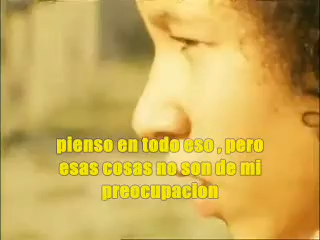 pienso en todo eso , pero
esas cosas no son de mi
preocupacion